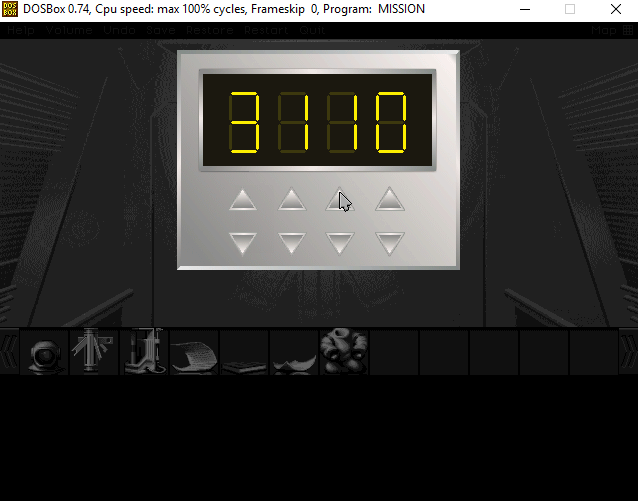 DOSBox 0.74, Cpu speed: max 100% cycles, Frameskip 0, Program: MISSION
Help Volume Undo Save Restore Restart Quit Map
3110